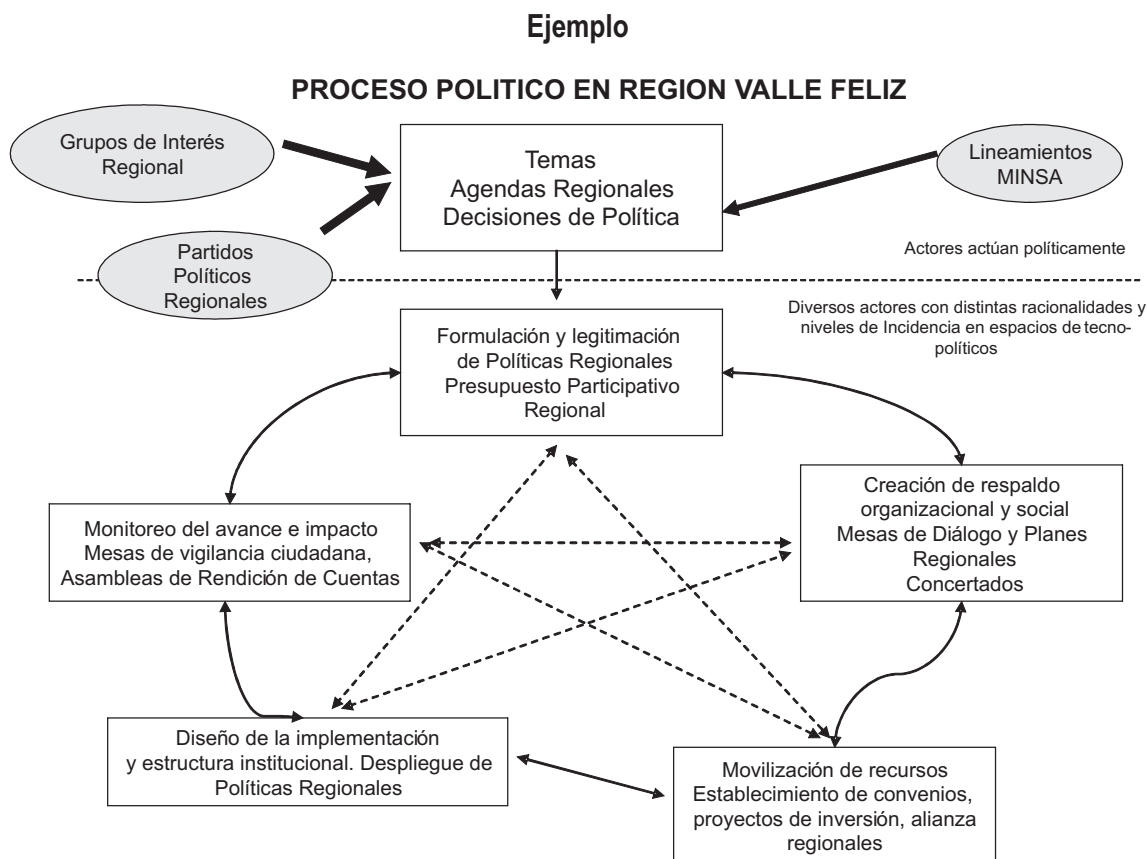 Ejemplo
PROCESO POLITICO EN REGION VALLE FELIZ
Grupos de Interés
Regional
Temas
Agendas Regionales
Decisiones de Política
Lineamientos
MINSA
Partidos
Políticos
Regionales
Actores actúan políticamente
Diversos actores con distintas racionalidades y
niveles de Incidencia en espacios de tecno-
políticos
Formulación y legitimación
de Políticas Regionales
Presupuesto Participativo
Regional
Monitoreo del avance e impacto
Mesas de vigilancia ciudadana,
Asambleas de Rendición de Cuentas
Creación de respaldo
organizacional y social
Mesas de Diálogo y Planes
Regionales
Concertados
Diseño de la implementación
y estructura institucional. Despliegue de
Políticas Regionales
Movilización de recursos
Establecimiento de convenios,
proyectos de inversión, alianza
regionales